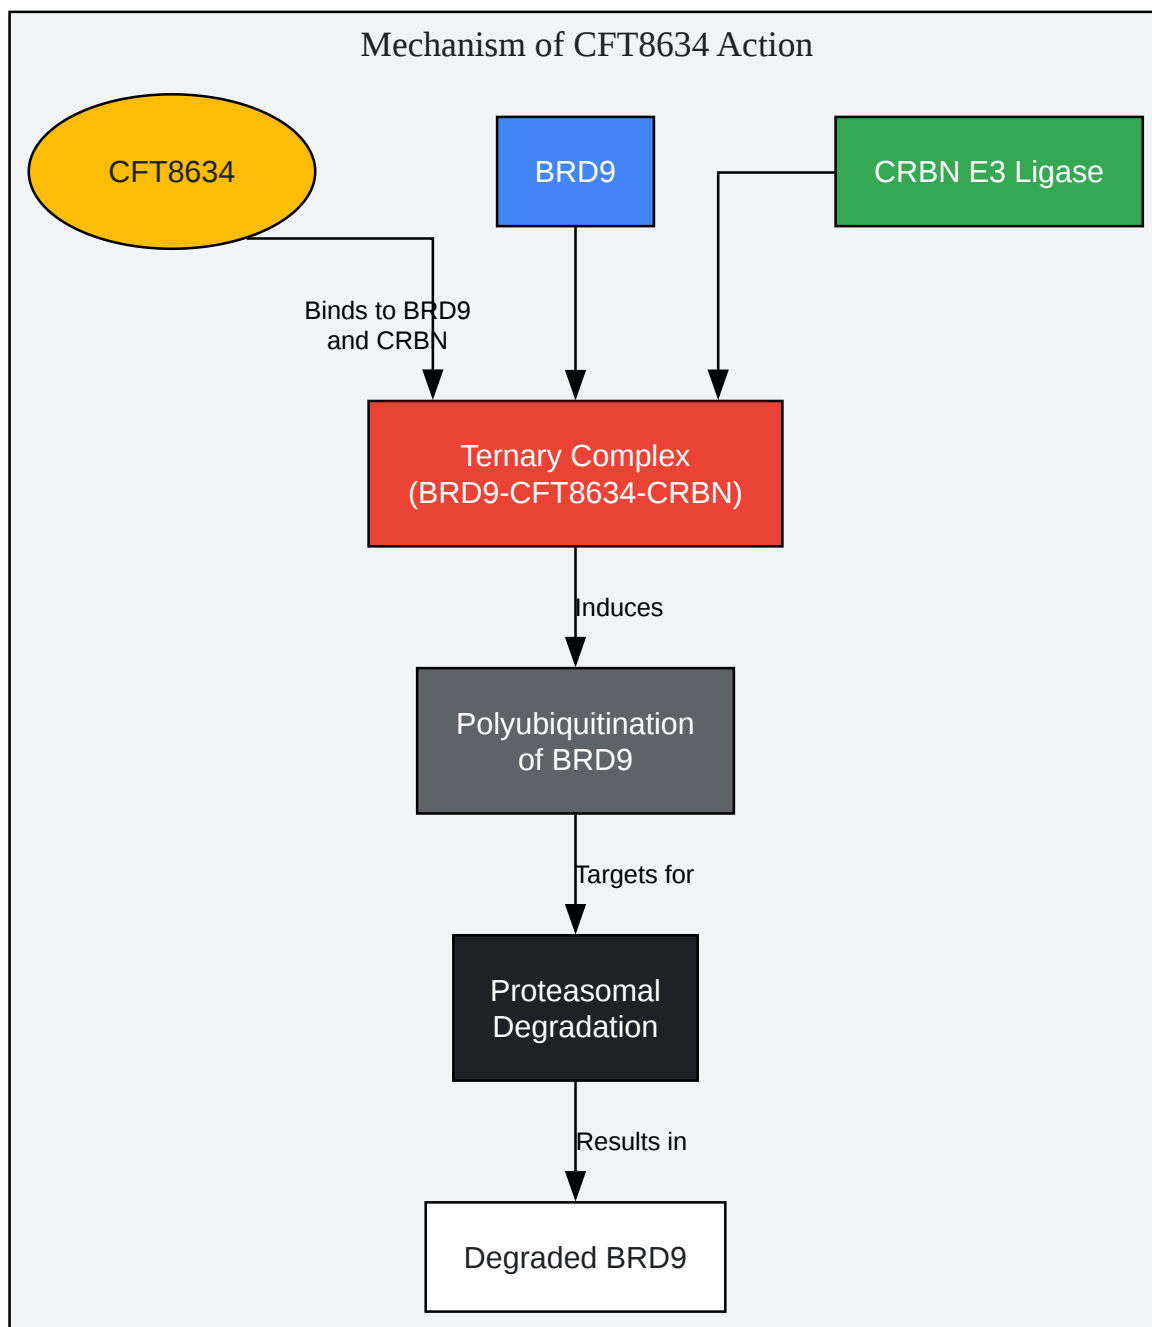 Mechanism of CFT8634 Action
CFT8634
BRD9
CRBN E3 Ligase
Binds to BRD9
and CRBN
Ternary Complex
(BRD9-CFT8634-CRBN)
Induces
Polyubiquitination
of BRD9
Targets for
Proteasomal
Degradation
Results in
Degraded BRD9